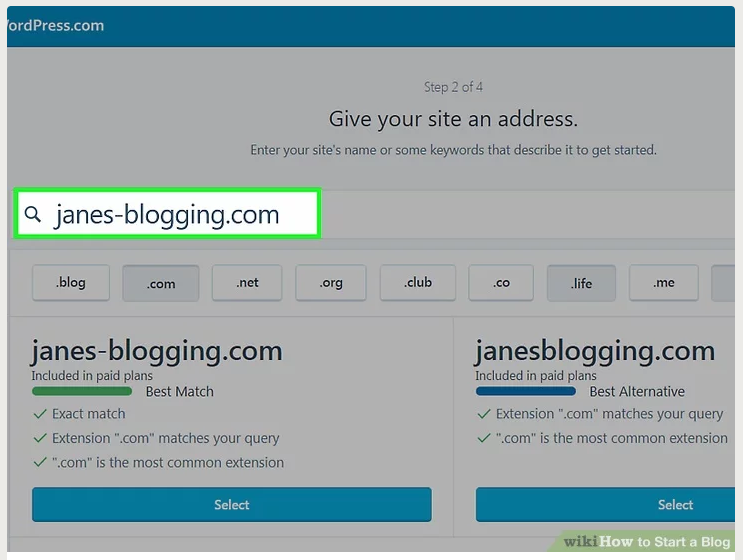 WordPress.com
Step 2 of 4
Give your site an address.
Enter your site's name or some keywords that describe it to get started.
janes-blogging.com
.blog .com .net .org .club .co .life .me
janes-blogging.com
Included in paid plans
Best Match
Exact match
Extension ".com" matches your query
".com" is the most common extension
Select
janesblogging.com
Included in paid plans
Best Alternative
Extension ".com" matches your query
".com" is the most common extension
Select
wikiHow to Start a Blog